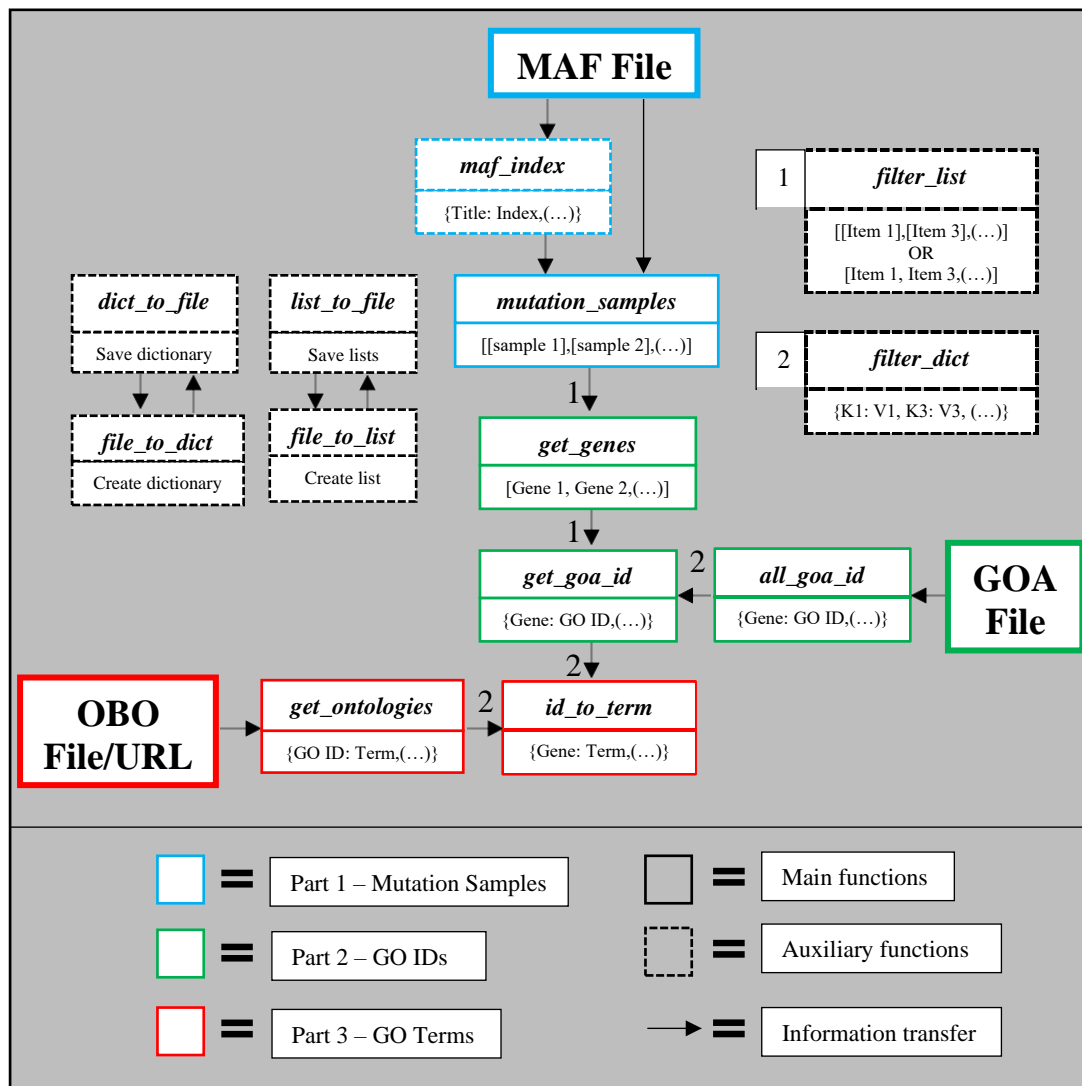 MAF File
maf_index
{Title: Index,(…)}
1
filter_list
[[Item 1],[Item 3],(…)]
OR
[Item 1, Item 3,(…)]
dict_to_file
Save dictionary
list_to_file
Save lists
mutation_samples
[[sample 1],[sample 2],(…)]
2
filter_dict
{K1: V1, K3: V3, (…)}
file_to_dict
Create dictionary
file_to_list
Create list
1
get_genes
[Gene 1, Gene 2,(…)]
1
get_goa_id
{Gene: GO ID,(…)}
2
all_goa_id
{Gene: GO ID,(…)}
GOA
File
2
OBO
File/URL
get_ontologies
{GO ID: Term,(…)}
2
id_to_term
{Gene: Term,(…)}
= Part 1 – Mutation Samples
= Main functions
= Part 2 – GO IDs
= Auxiliary functions
= Part 3 – GO Terms
= Information transfer